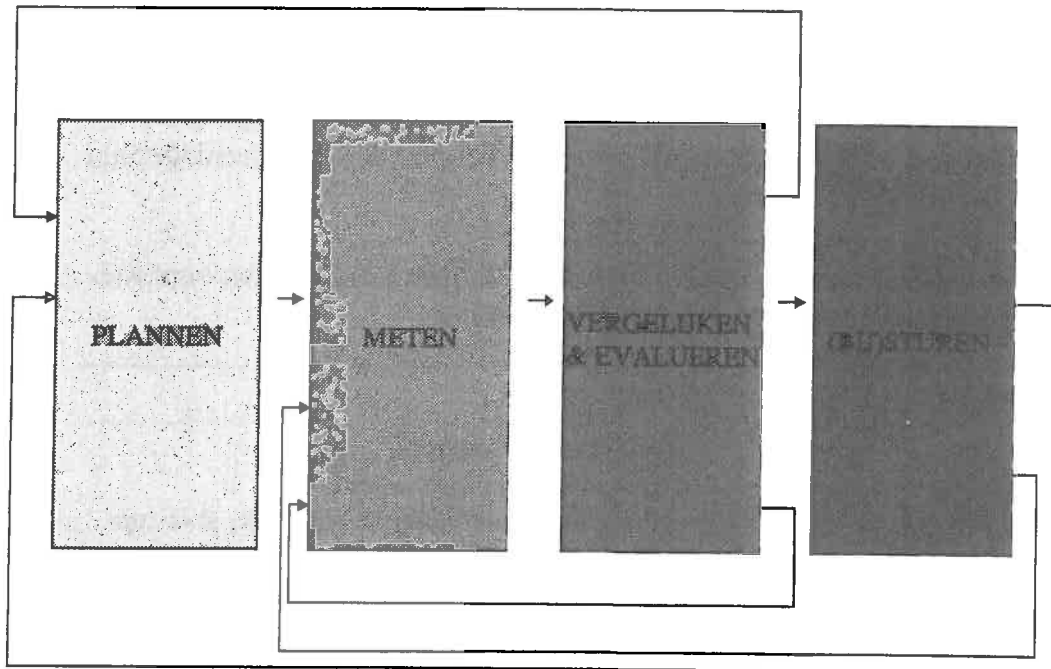 PLANNEN
METEN
VERGELIJKEN
& EVALUEREN
(BIJ)STUREN